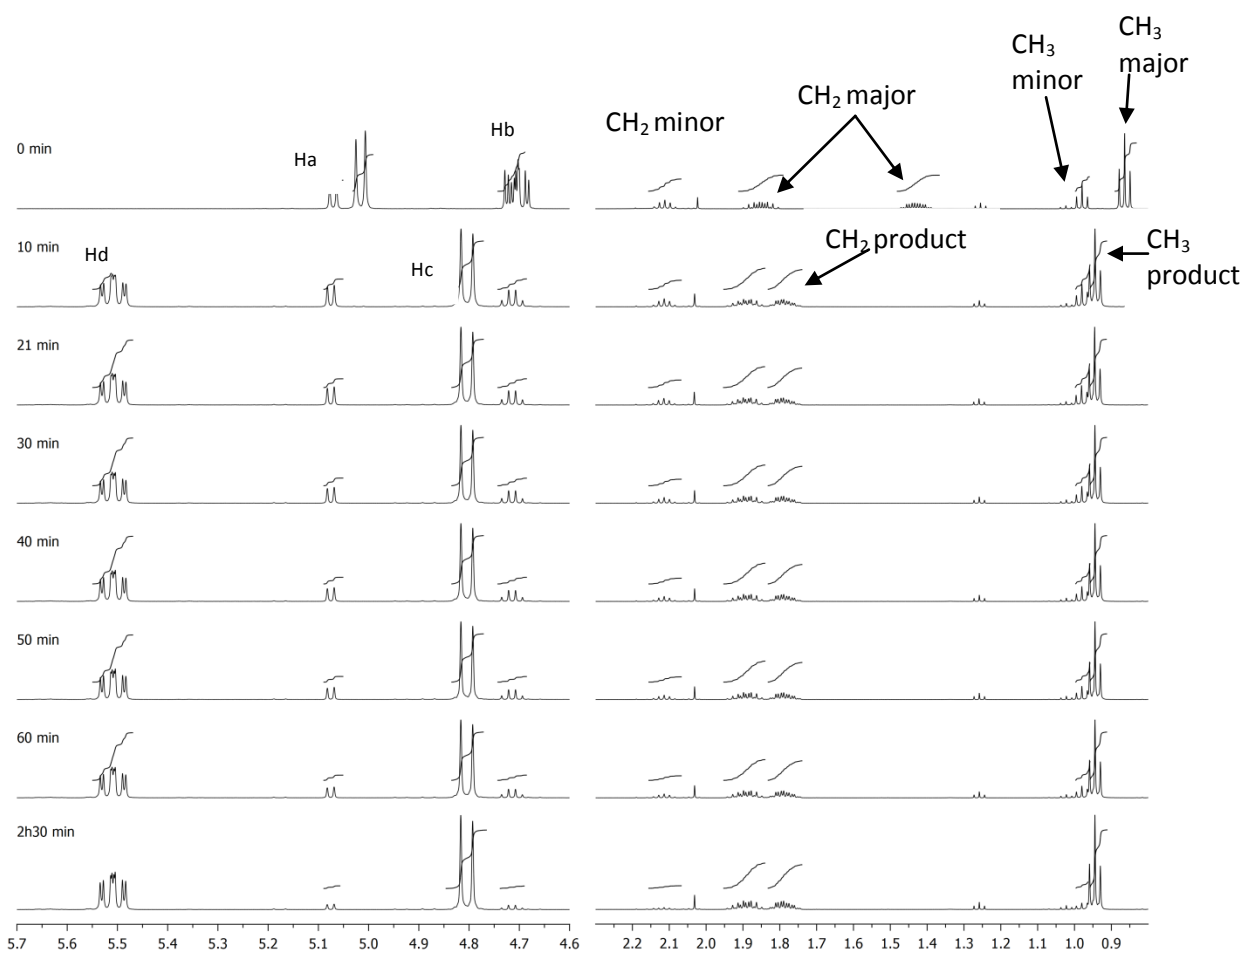 CH3
major
CH3
minor
CH2 major
CH2 minor
Hb
Ha
0 min
10 min
Hd
Hc
CH2 product
CH3
product
21 min
30 min
40 min
50 min
60 min
2h30 min
5.7 5.6 5.5 5.4 5.3 5.2 5.1 5.0 4.9 4.8 4.7 4.6 2.2 2.1 2.0 1.9 1.8 1.7 1.6 1.5 1.4 1.3 1.2 1.1 1.0 0.9